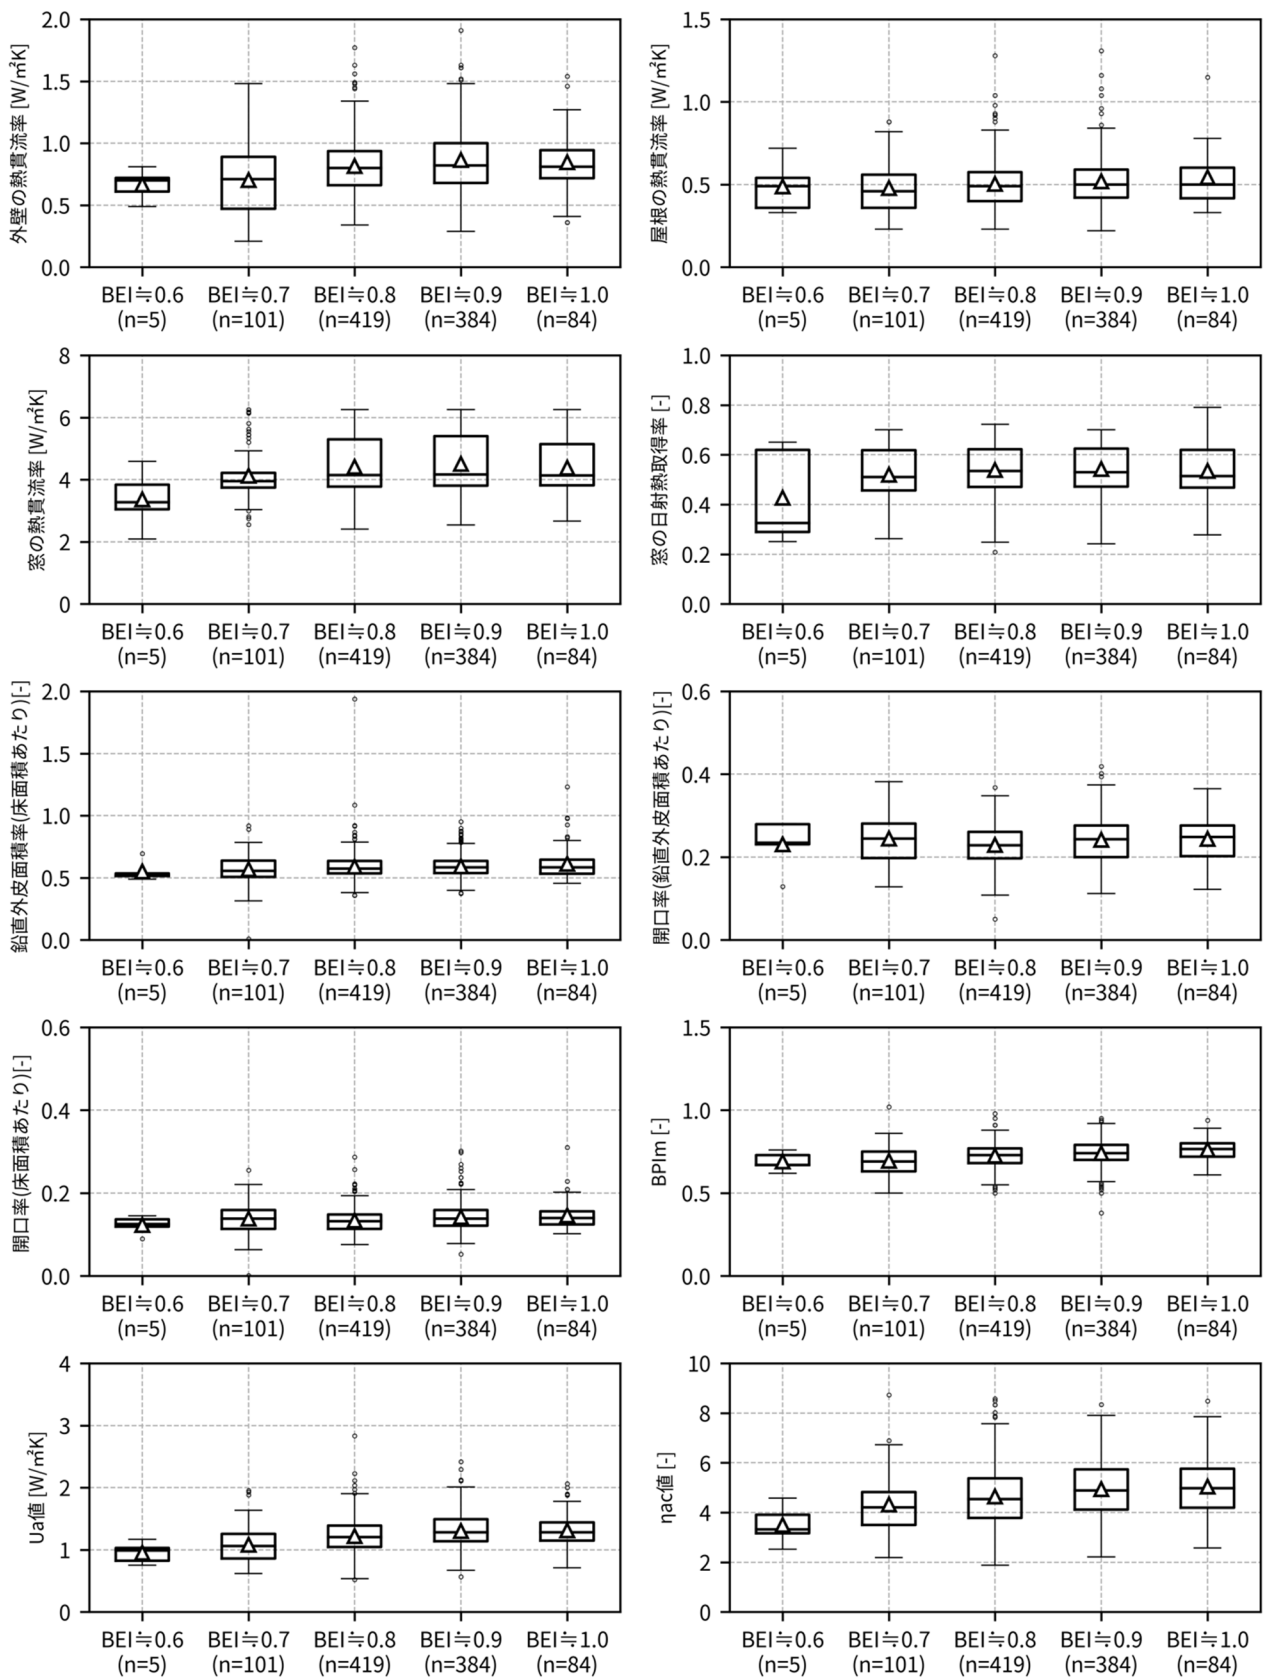 外壁の熱貫流率 [W/㎡K]
2.0
1.5
1.0
0.5
0.0
BEI≒0.6 BEI≒0.7 BEI≒0.8 BEI≒0.9 BEI≒1.0
(n=5) (n=101) (n=419) (n=384) (n=84)
屋根の熱貫流率 [W/㎡K]
1.5
1.0
0.5
0.0
BEI≒0.6 BEI≒0.7 BEI≒0.8 BEI≒0.9 BEI≒1.0
(n=5) (n=101) (n=419) (n=384) (n=84)
窓の熱貫流率 [W/㎡K]
8
6
4
2
0
BEI≒0.6 BEI≒0.7 BEI≒0.8 BEI≒0.9 BEI≒1.0
(n=5) (n=101) (n=419) (n=384) (n=84)
窓の日射熱取得率 [-]
1.0
0.8
0.6
0.4
0.2
0.0
BEI≒0.6 BEI≒0.7 BEI≒0.8 BEI≒0.9 BEI≒1.0
(n=5) (n=101) (n=419) (n=384) (n=84)
鉛直外皮面積率(床面積あたり)[-]
2.0
1.5
1.0
0.5
0.0
BEI≒0.6 BEI≒0.7 BEI≒0.8 BEI≒0.9 BEI≒1.0
(n=5) (n=101) (n=419) (n=384) (n=84)
開口率(鉛直外皮面積あたり)[-]
0.6
0.4
0.2
0.0
BEI≒0.6 BEI≒0.7 BEI≒0.8 BEI≒0.9 BEI≒1.0
(n=5) (n=101) (n=419) (n=384) (n=84)
開口率(床面積あたり)[-]
0.6
0.4
0.2
0.0
BEI≒0.6 BEI≒0.7 BEI≒0.8 BEI≒0.9 BEI≒1.0
(n=5) (n=101) (n=419) (n=384) (n=84)
BPIm [-]
1.5
1.0
0.5
0.0
BEI≒0.6 BEI≒0.7 BEI≒0.8 BEI≒0.9 BEI≒1.0
(n=5) (n=101) (n=419) (n=384) (n=84)
Ua値 [W/㎡K]
4
3
2
1
0
BEI≒0.6 BEI≒0.7 BEI≒0.8 BEI≒0.9 BEI≒1.0
(n=5) (n=101) (n=419) (n=384) (n=84)
ηac値 [-]
10
8
6
4
2
0
BEI≒0.6 BEI≒0.7 BEI≒0.8 BEI≒0.9 BEI≒1.0
(n=5) (n=101) (n=419) (n=384) (n=84)